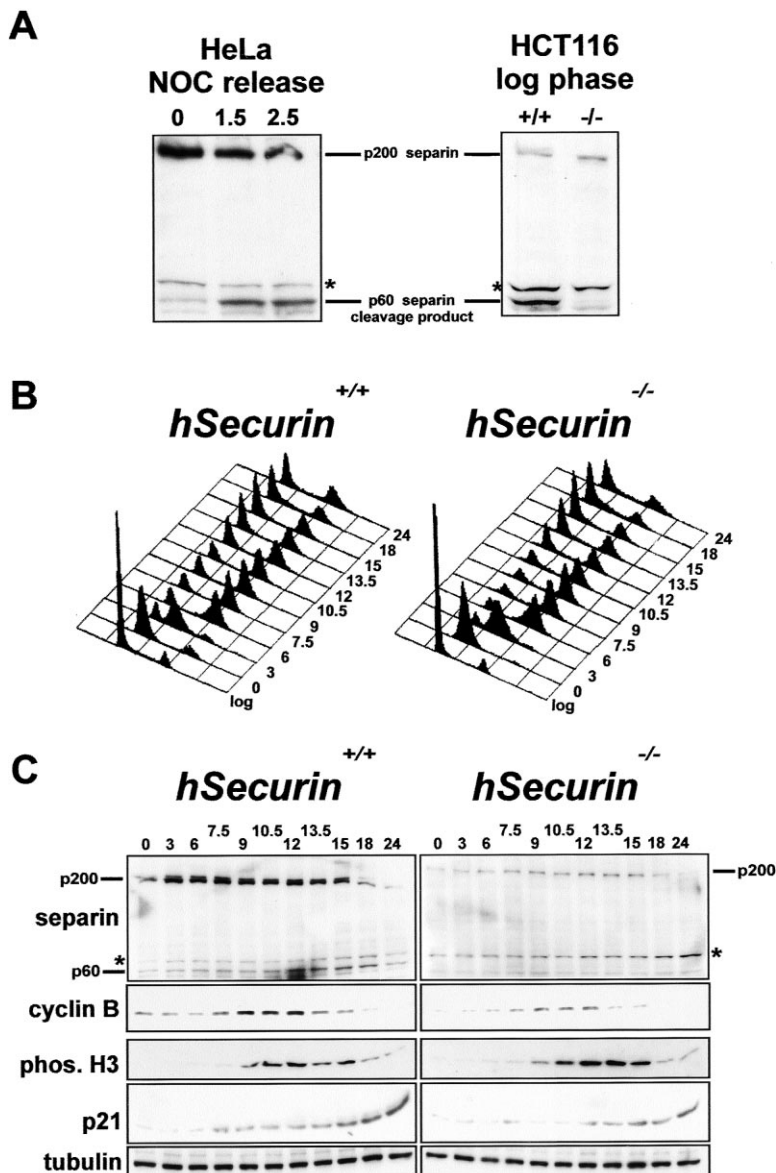 A
HeLa
NOC release
0 1.5 2.5
HCT116
log phase
+/+ -/-
p200 separin
*
*
p60 separin
cleavage product
B
hSecurin +/+
hSecurin -/-
log 0 3 6 7.5 9 10.5 12 13.5 15 18 24
log 0 3 6 7.5 9 10.5 12 13.5 15 18 24
C
hSecurin +/+
hSecurin -/-
0 3 6 7.5 9 10.5 12 13.5 15 18 24
0 3 6 7.5 9 10.5 12 13.5 15 18 24
p200
p200
separin
*
*
p60
cyclin B
phos. H3
p21
tubulin